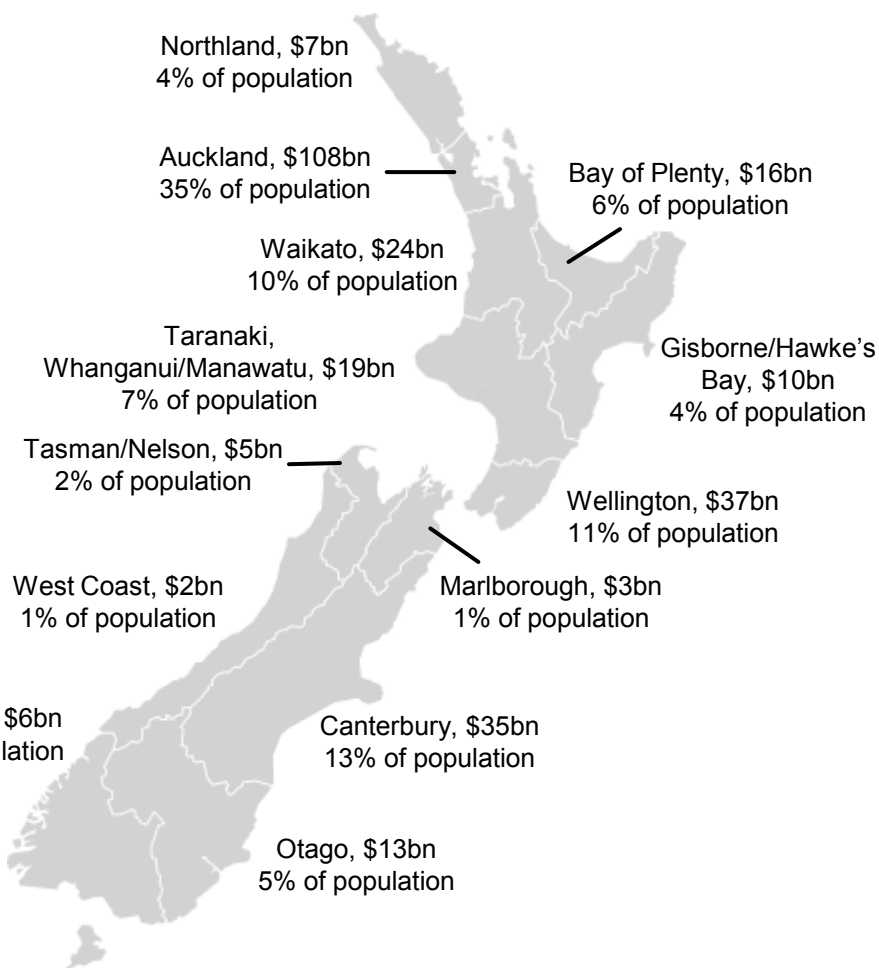 Northland, $7bn
4% of population
Auckland, $108bn
35% of population
Bay of Plenty, $16bn
6% of population
Waikato, $24bn
10% of population
Taranaki,
Whanganui/Manawatu, $19bn
7% of population
Gisborne/Hawke's
Bay, $10bn
4% of population
Tasman/Nelson, $5bn
2% of population
Wellington, $37bn
11% of population
West Coast, $2bn
1% of population
Marlborough, $3bn
1% of population
$6bn
lation
Canterbury, $35bn
13% of population
Otago, $13bn
5% of population